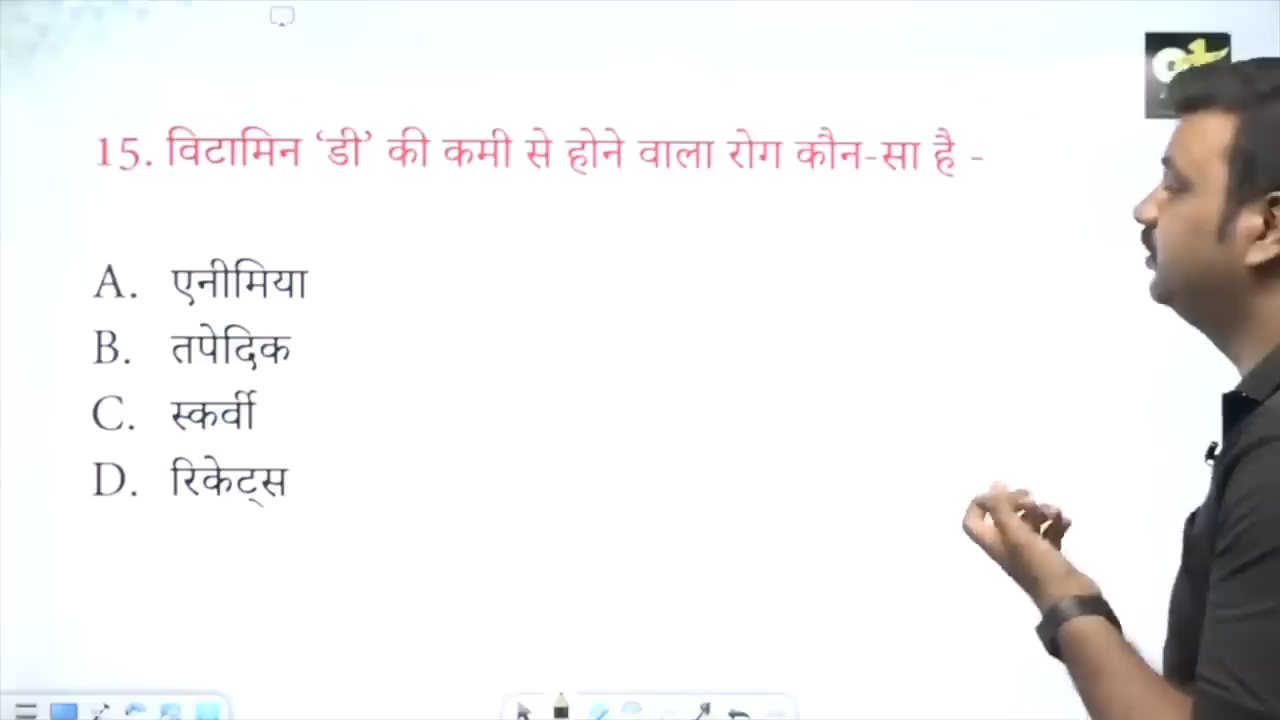 15. विटामिन ‘डी’ की कमी से होने वाला रोग कौन-सा है -
A. एनीमिया
B. तपेदिक
C. स्कर्वी
D. रिकेट्स